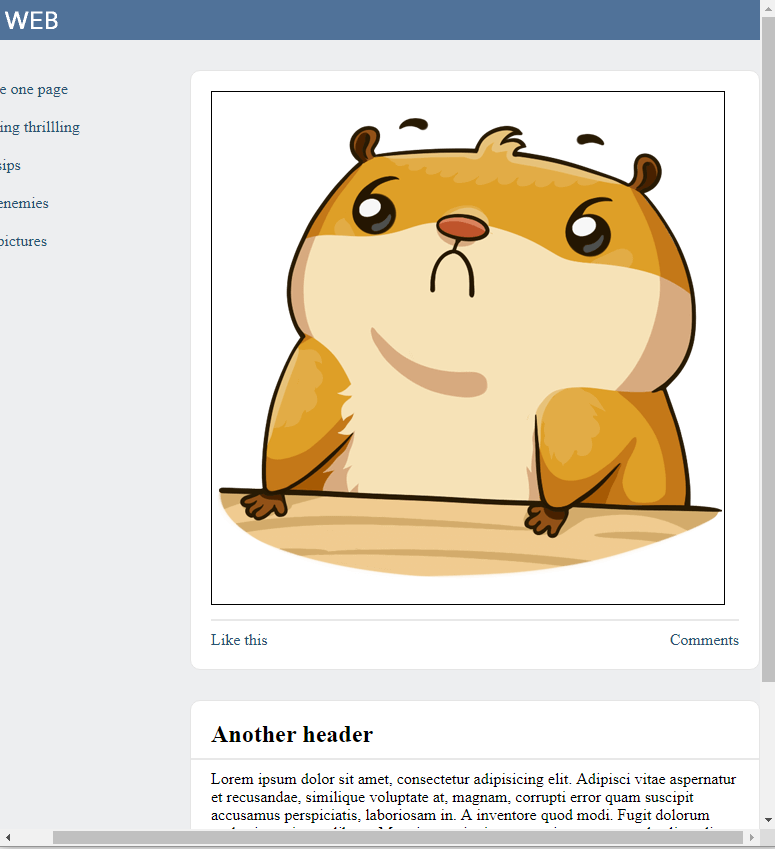 WEB
e one page
ing thrillling
sips
enemies
pictures
Like this
Comments
Another header
Lorem ipsum dolor sit amet, consectetur adipisicing elit. Adipisci vitae aspernatur
et recusandae, similique voluptate at, magnam, corrupti error quam suscipit
accusamus perspiciatis, laboriosam in. A inventore quod modi. Fugit dolorum